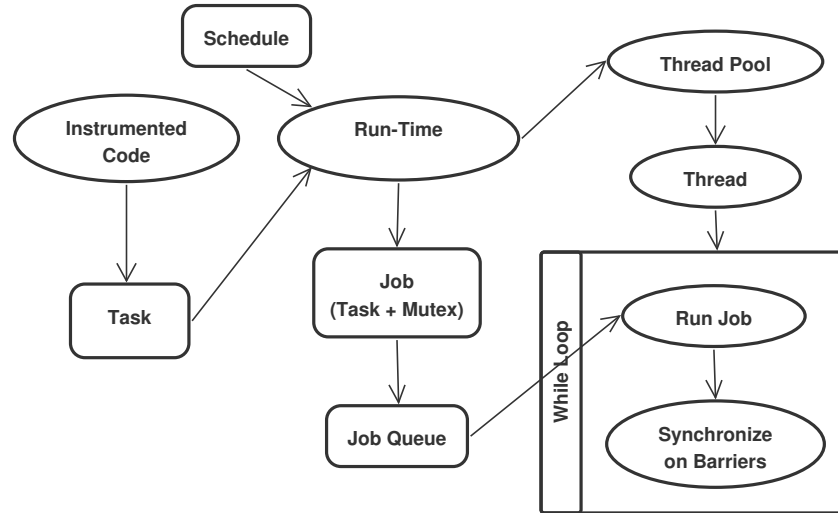 Schedule
Thread Pool
Instrumented
Code
Run-Time
Thread
Job
(Task + Mutex)
Task
Run Job
While Loop
Job Queue
Synchronize
on Barriers